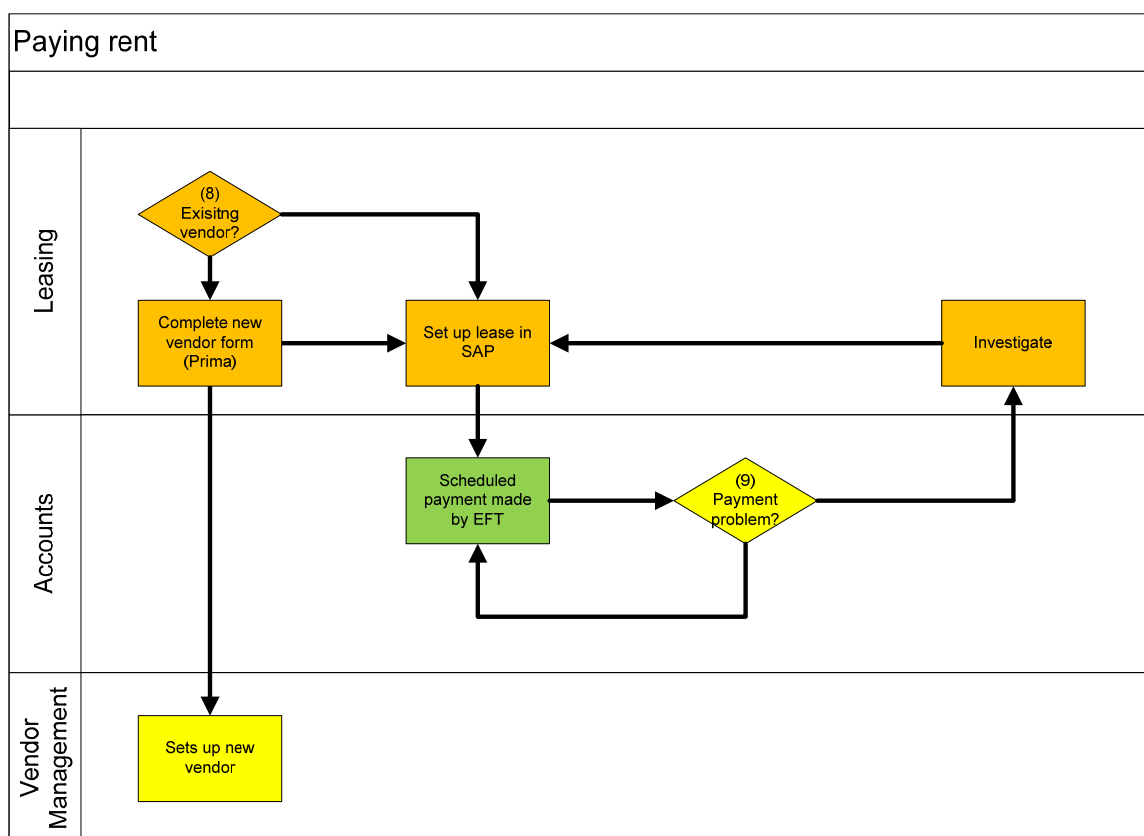 Paying rent
Leasing
(8)
Exisitng
vendor?
Complete new
vendor form
(Prima)
Set up lease in
SAP
Investigate
Accounts
Scheduled
payment made
by EFT
(9)
Payment
problem?
Vendor
Management
Sets up new
vendor